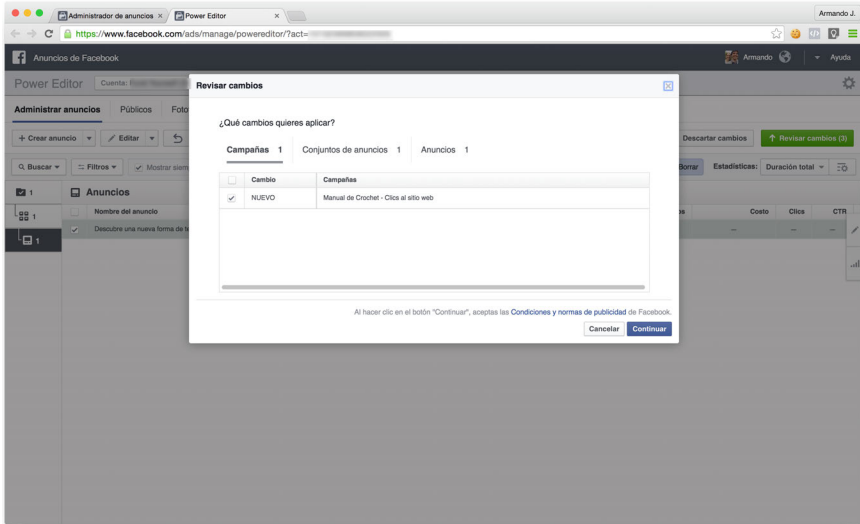 Administrador de anuncios
Power Editor
Armando J.
https://www.facebook.com/ads/manage/powereditor/?act=
Anuncios de Facebook
Armando
Ayuda
Power Editor
Cuenta:
Administrar anuncios
Públicos
+ Crear anuncio
Editar
Descartar cambios
Revisar cambios (3)
Buscar
Filtros
Mostrar
Borrar
Estadísticas:
Duración total
1
Anuncios
1
Nombre del anuncio
Costo
Clics
CTR
1
Descubre una nueva forma de
Revisar cambios
¿Qué cambios quieres aplicar?
Campañas 1
Conjuntos de anuncios 1
Anuncios 1
Cambio
Campañas
NUEVO
Manual de Crochet - Clics al sitio web
Al hacer clic en el botón "Continuar", aceptas las Condiciones y normas de publicidad de Facebook.
Cancelar
Continuar